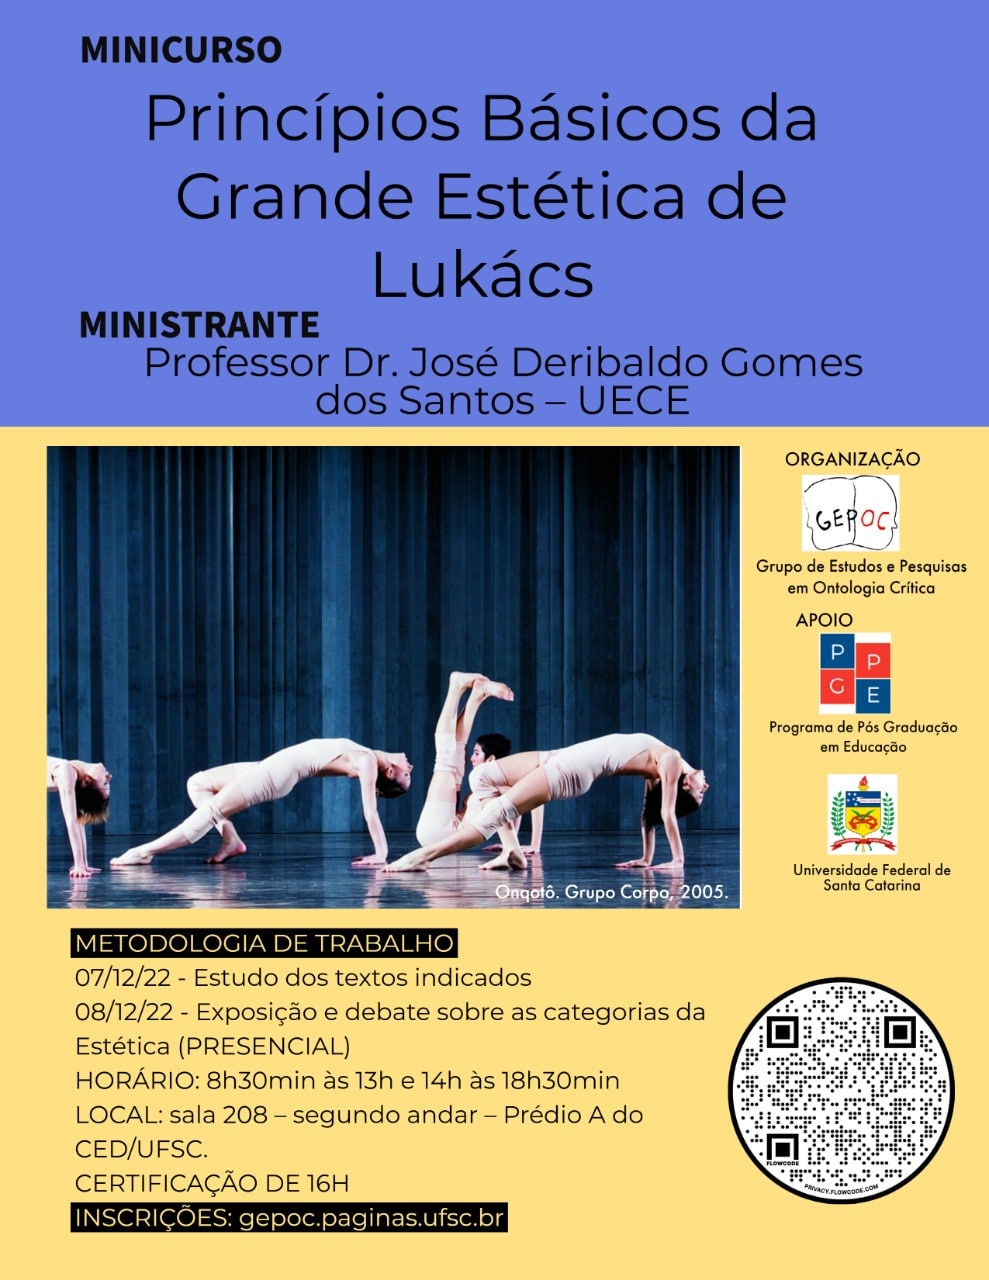 MINICURSO
Princípios Básicos da
Grande Estética de
Lukács
MINISTRANTE
Professor Dr. José Deribaldo Gomes
dos Santos – UECE
ORGANIZAÇÃO
GEPOC
Grupo de Estudos e Pesquisas
em Ontologia Crítica
APOIO
P P
G E
Programa de Pós Graduação
em Educação
Universidade Federal de
Santa Catarina
Onqotô. Grupo Corpo, 2005.
METODOLOGIA DE TRABALHO
07/12/22 - Estudo dos textos indicados
08/12/22 - Exposição e debate sobre as categorias da
Estética (PRESENCIAL)
HORÁRIO: 8h30min às 13h e 14h às 18h30min
LOCAL: sala 208 – segundo andar – Prédio A do
CED/UFSC.
CERTIFICAÇÃO DE 16H
INSCRIÇÕES: gepoc.paginas.ufsc.br
FLOWCODE
PRIVACY.FLOWCODE.COM